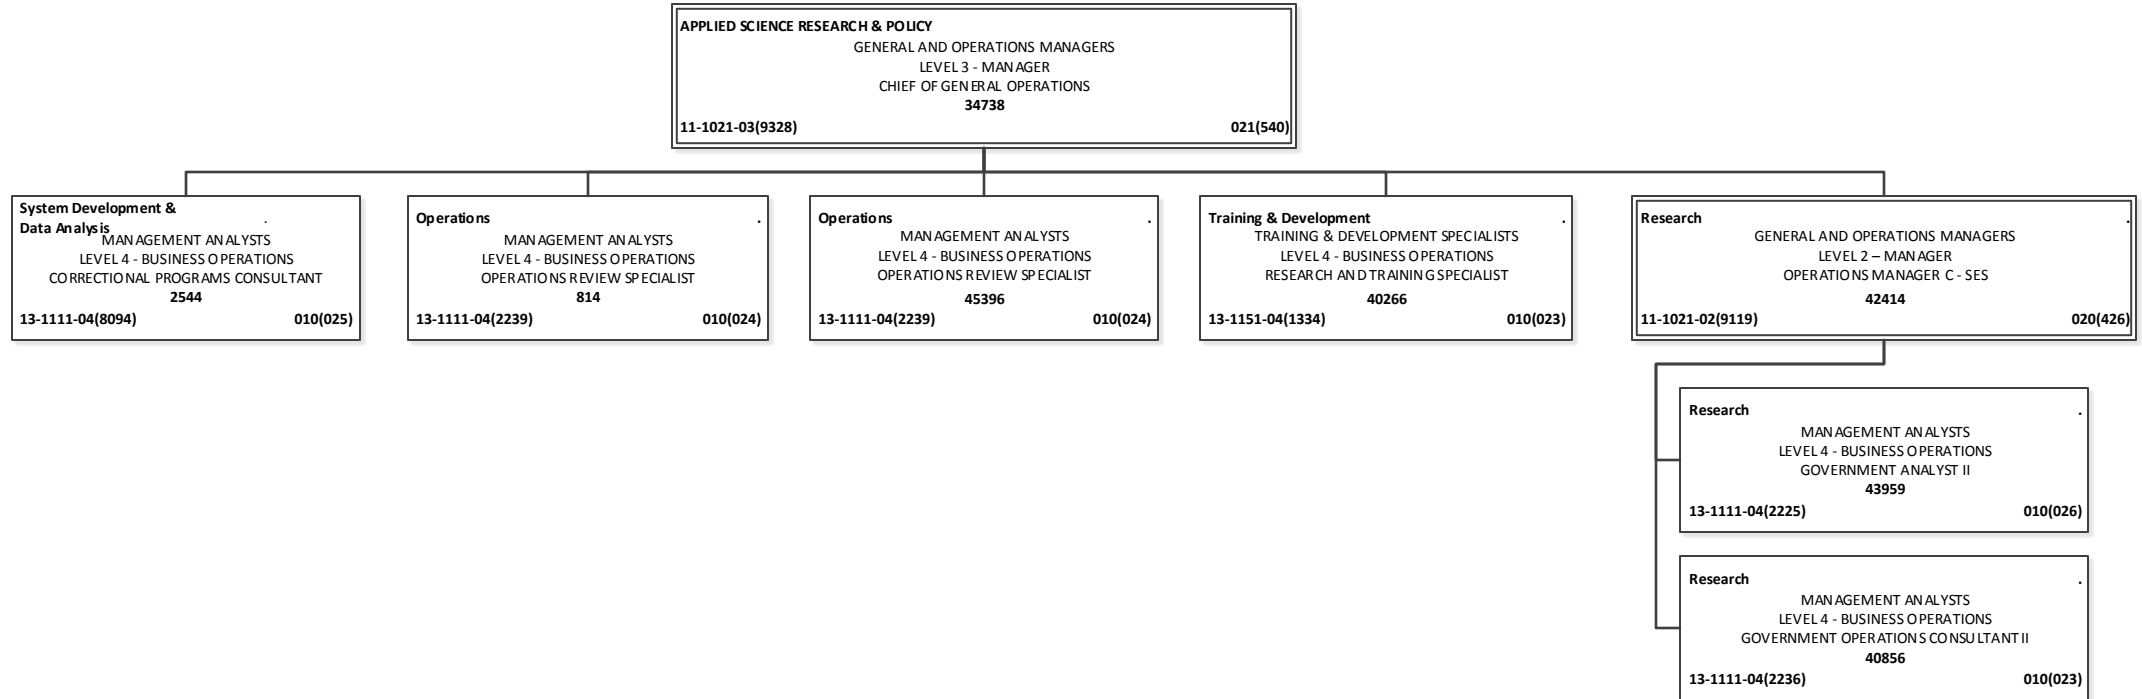 APPLIED SCIENCE RESEARCH & POLICY
GENERAL AND OPERATIONS MANAGERS
LEVEL 3 - MANAGER
CHIEF OF GENERAL OPERATIONS
34738
11-1021-03(9328) 021(540)
System Development &
Data Analysis
.
MANAGEMENT ANALYSTS
LEVEL 4 - BUSINESS OPERATIONS
CORRECTIONAL PROGRAMS CONSULTANT
2544
13-1111-04(8094) 010(025)
Operations .
MANAGEMENT ANALYSTS
LEVEL 4 - BUSINESS OPERATIONS
OPERATIONS REVIEW SPECIALIST
814
13-1111-04(2239) 010(024)
Operations .
MANAGEMENT ANALYSTS
LEVEL 4 - BUSINESS OPERATIONS
OPERATIONS REVIEW SPECIALIST
45396
13-1111-04(2239) 010(024)
Training & Development .
TRAINING & DEVELOPMENT SPECIALISTS
LEVEL 4 - BUSINESS OPERATIONS
RESEARCH AND TRAINING SPECIALIST
40266
13-1151-04(1334) 010(023)
Research .
GENERAL AND OPERATIONS MANAGERS
LEVEL 2 – MANAGER
OPERATIONS MANAGER C - SES
42414
11-1021-02(9119) 020(426)
Research .
MANAGEMENT ANALYSTS
LEVEL 4 - BUSINESS OPERATIONS
GOVERNMENT ANALYST II
43959
13-1111-04(2225) 010(026)
Research .
MANAGEMENT ANALYSTS
LEVEL 4 - BUSINESS OPERATIONS
GOVERNMENT OPERATIONS CONSULTANT II
40856
13-1111-04(2236) 010(023)